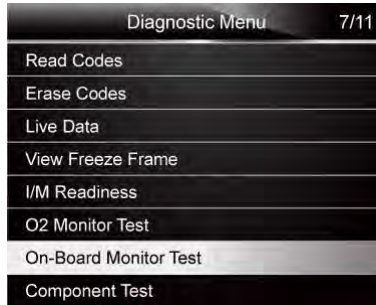 Diagnostic Menu 7/11
Read Codes
Erase Codes
Live Data
View Freeze Frame
I/M Readiness
O2 Monitor Test
On-Board Monitor Test
Component Test